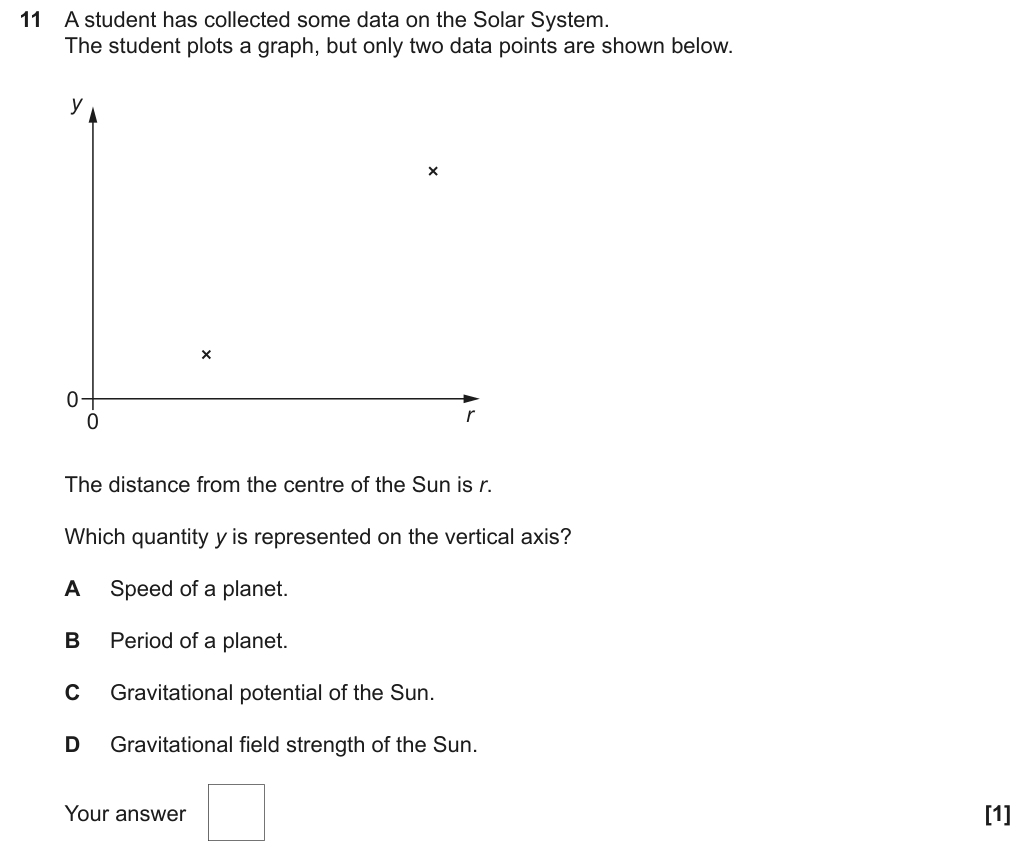 11 A student has collected some data on the Solar System.
The student plots a graph, but only two data points are shown below.
y
0
0
r
The distance from the centre of the Sun is r.
Which quantity y is represented on the vertical axis?
A Speed of a planet.
B Period of a planet.
C Gravitational potential of the Sun.
D Gravitational field strength of the Sun.
Your answer [1]